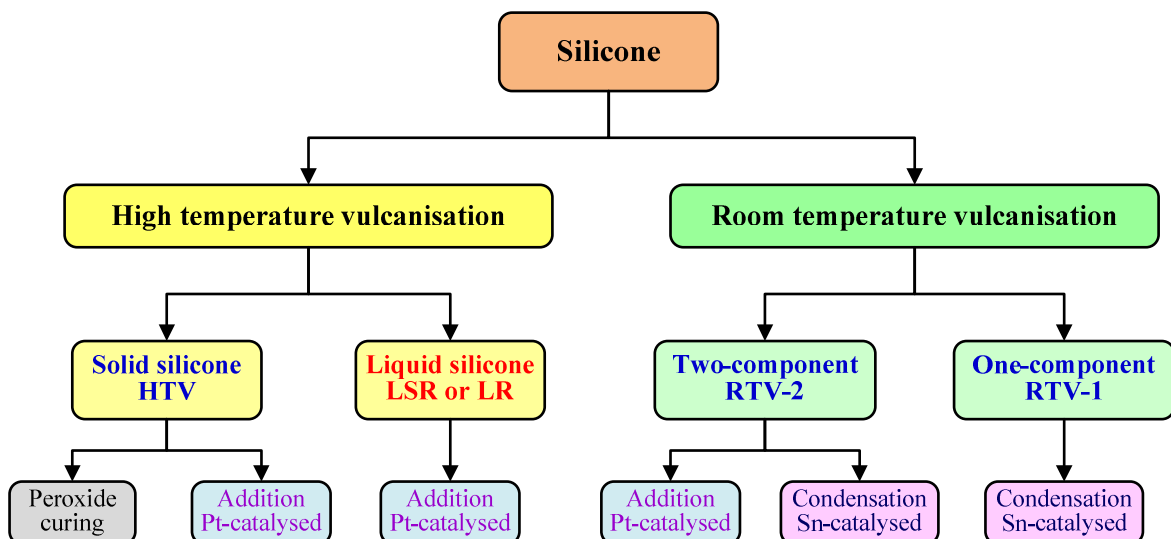 Silicone
High temperature vulcanisation
Room temperature vulcanisation
Solid silicone
HTV
Liquid silicone
LSR or LR
Two-component
RTV-2
One-component
RTV-1
Peroxide
curing
Addition
Pt-catalysed
Addition
Pt-catalysed
Addition
Pt-catalysed
Condensation
Sn-catalysed
Condensation
Sn-catalysed